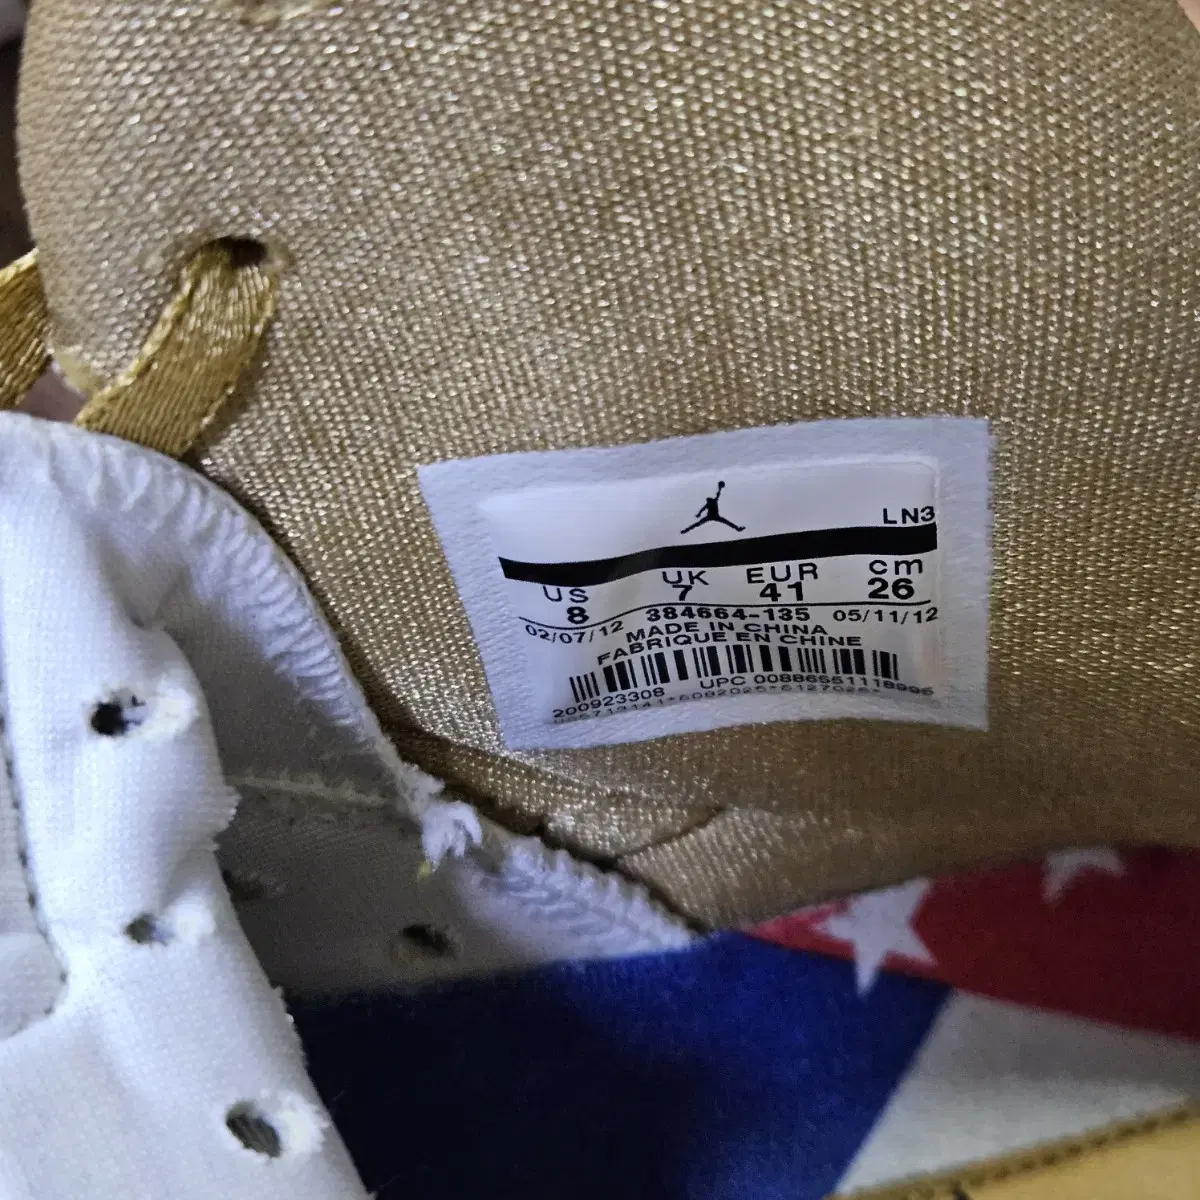 LN3
US UK EUR cm
8 7 41 26
02/07/12 384664-135 05/11/12
MADE IN CHINA
FABRIQUE EN CHINE
200923308 UPC 00886551118995